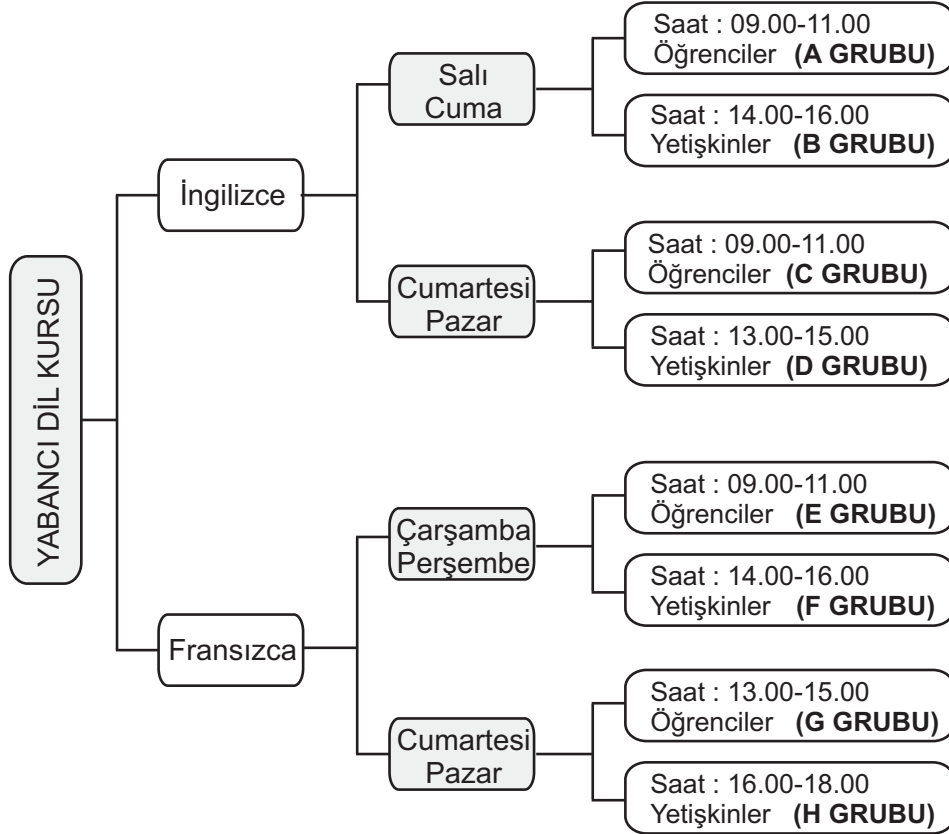 YABANCI DİL KURSU
İngilizce
Salı
Cuma
Saat : 09.00-11.00
Öğrenciler (A GRUBU)
Saat : 14.00-16.00
Yetişkinler (B GRUBU)
Cumartesi
Pazar
Saat : 09.00-11.00
Öğrenciler (C GRUBU)
Saat : 13.00-15.00
Yetişkinler (D GRUBU)
Fransızca
Çarşamba
Perşembe
Saat : 09.00-11.00
Öğrenciler (E GRUBU)
Saat : 14.00-16.00
Yetişkinler (F GRUBU)
Cumartesi
Pazar
Saat : 13.00-15.00
Öğrenciler (G GRUBU)
Saat : 16.00-18.00
Yetişkinler (H GRUBU)